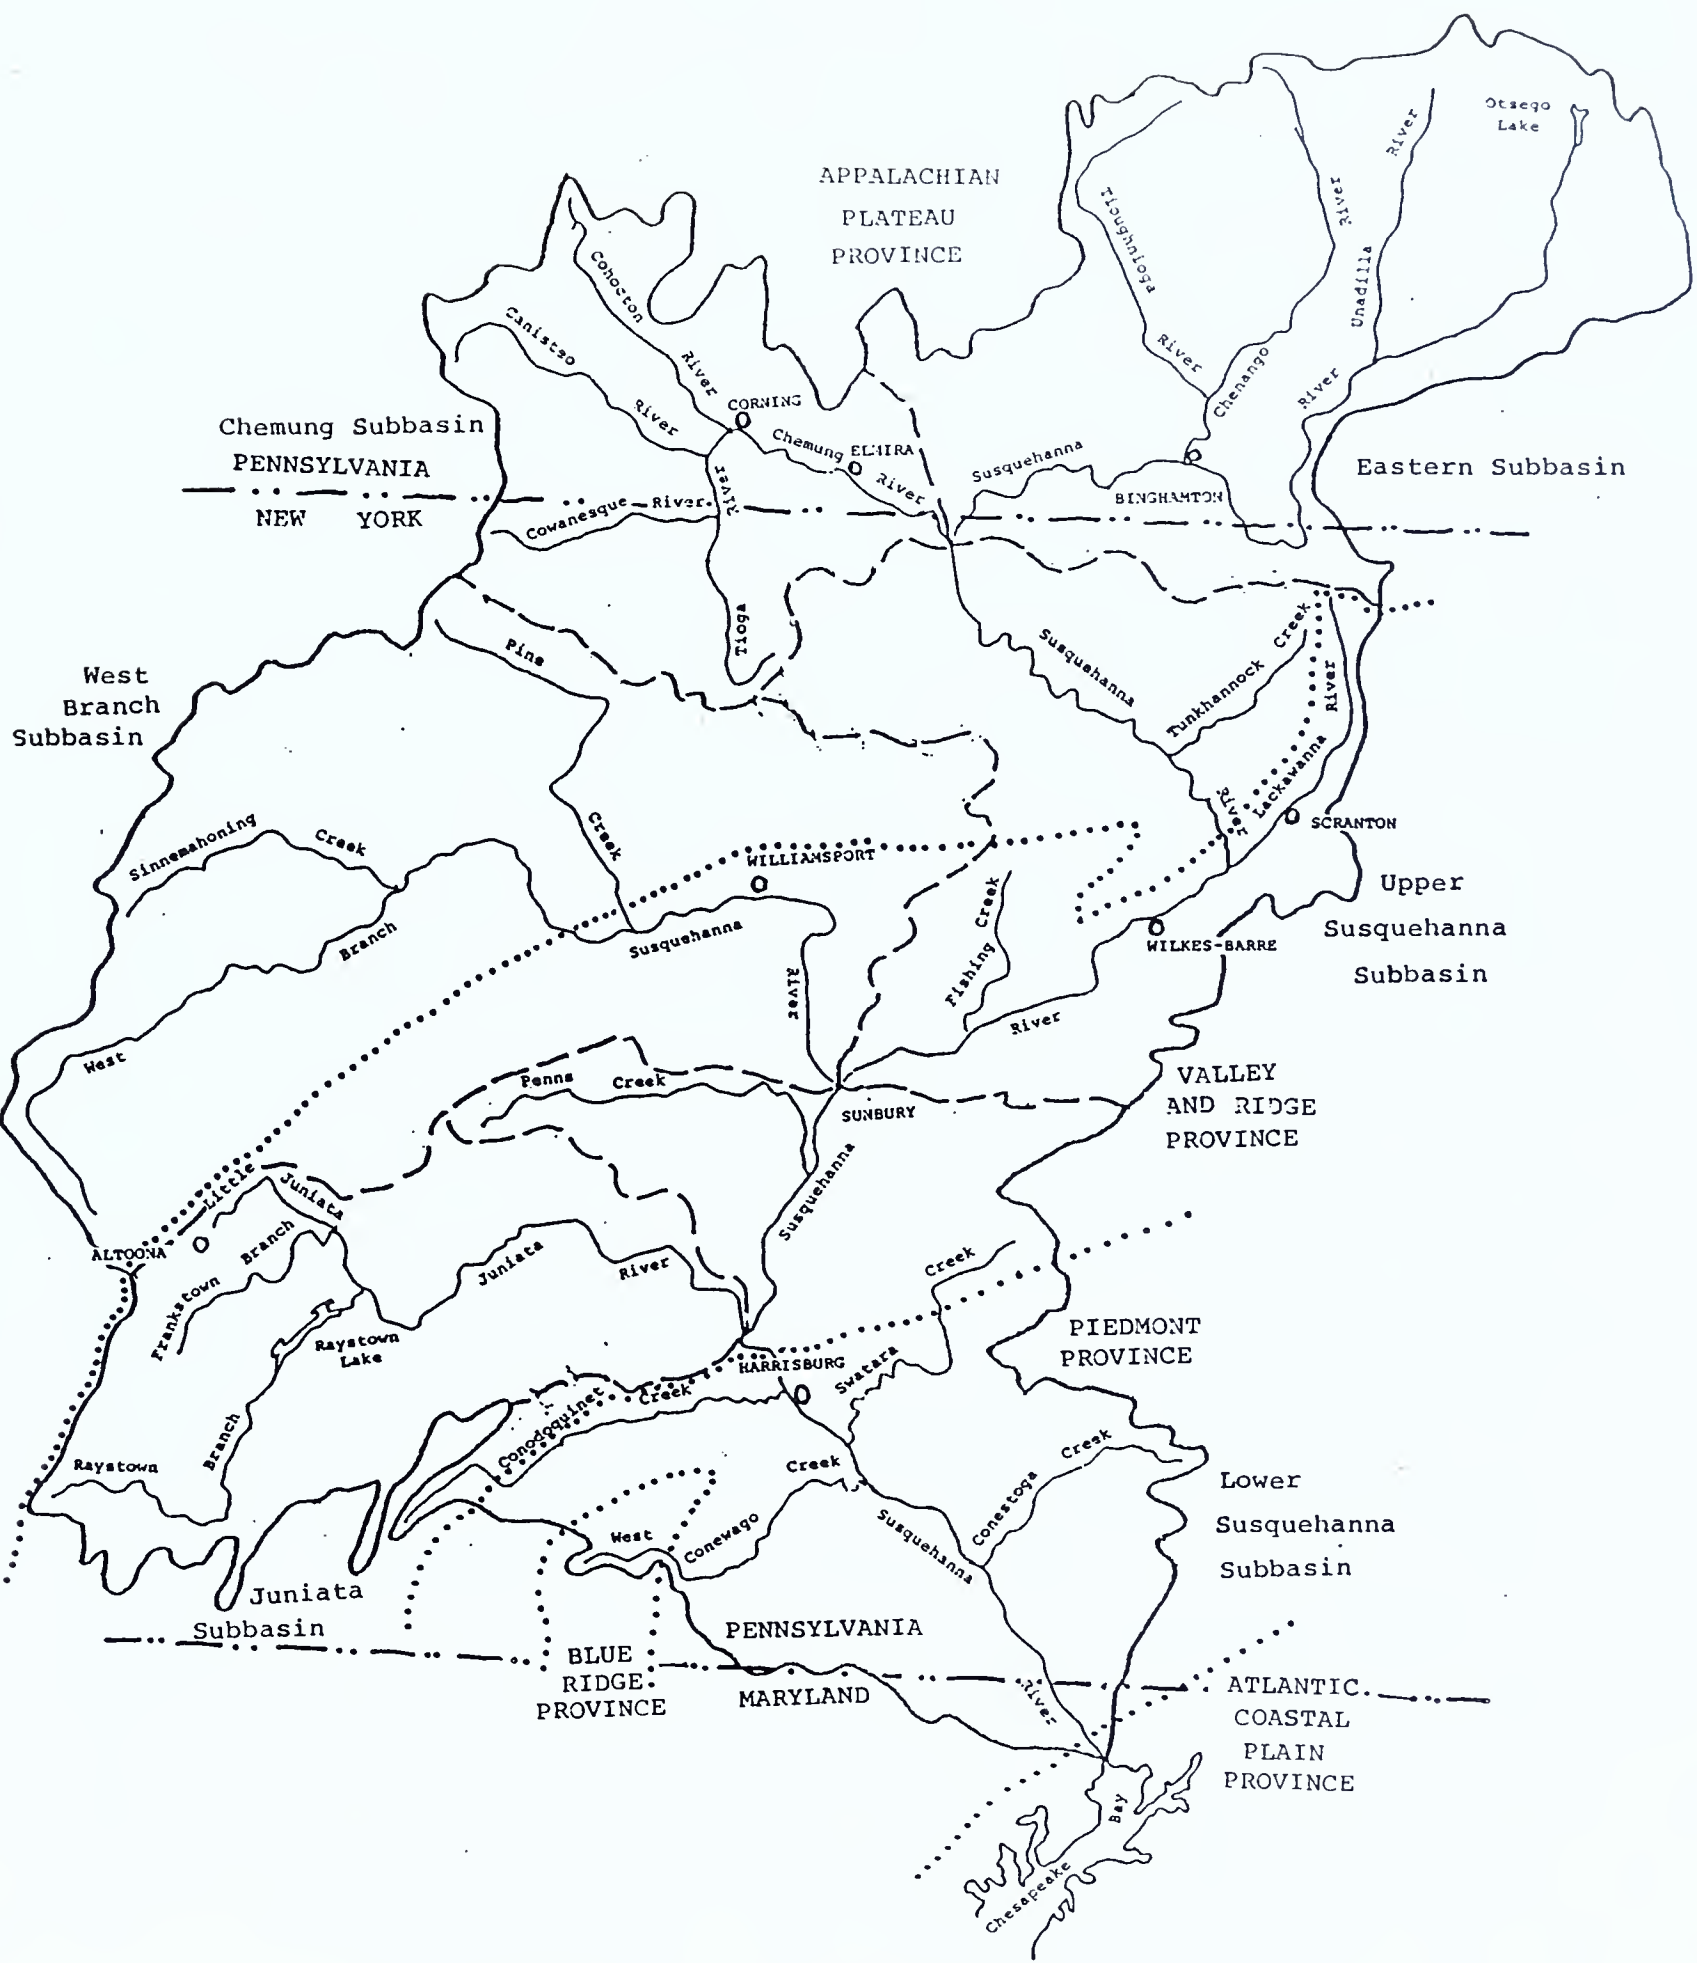 Otsego
Lake
River
APPALACHIAN
PLATEAU
PROVINCE
Tioughnioga
River
River
Unadilla
Cohocton
River
Canisteo
River
Chenango
River
CORNING
Chemung Subbasin
PENNSYLVANIA
NEW YORK
Chemung
River
ELMIRA
Susquehanna
BINGHAMTON
Eastern Subbasin
Cowanesque River
River
Tioga
Pine
Creek
West
Branch
Subbasin
Susquehanna
Tunkhannock Creek
River
River
Lackawanna
SCRANTON
Sinnemahoning
Creek
WILLIAMSPORT
Susquehanna
Branch
River
West
Fishing Creek
WILKES-BARRE
River
Upper
Susquehanna
Subbasin
Penns Creek
SUNBURY
VALLEY
AND RIDGE
PROVINCE
Little
Juniata
ALTOONA
Frankstown
Branch
Juniata
River
Susquehanna
Creek
Raystown
Lake
HARRISBURG
Swatara
PIEDMONT
PROVINCE
Conodoquinet
Creek
Raystown
Branch
Creek
West
Conewago
Conestoga
Creek
Susquehanna
Lower
Susquehanna
Subbasin
Juniata
Subbasin
PENNSYLVANIA
MARYLAND
BLUE
RIDGE
PROVINCE
River
ATLANTIC
COASTAL
PLAIN
PROVINCE
Chesapeake
Bay